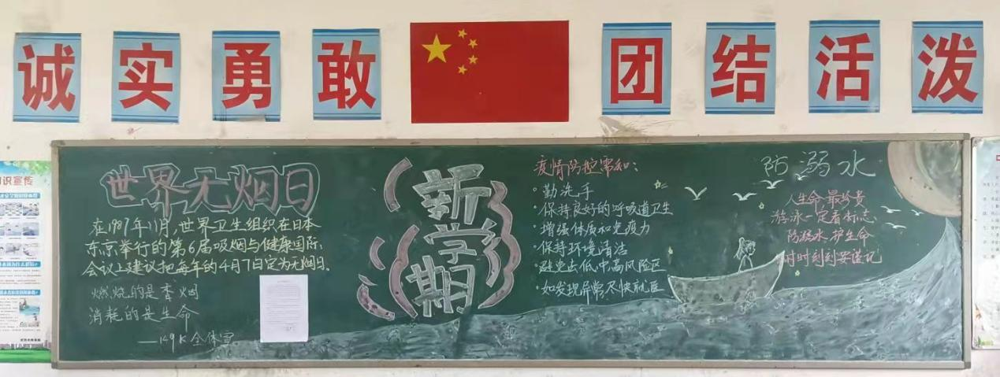 诚实勇敢
团结活泼
识宣传
世界无烟日
在1987年11月,世界卫生组织在日本
东京举行的第6届吸烟与健康国际
会议上建议把每年的4月7日定为无烟日。
燃烧的是香烟
消耗的是生命
新学期
疫情防控需知:
·勤洗手
·保持良好的呼吸道卫生
·增强体质和免疫力
·保持环境清洁
·避免去低中高风险区
·如发现异常尽快就医
防溺水
人生命最珍贵
游泳一定看标志
防溺水,护生命
时时刻刻要谨记